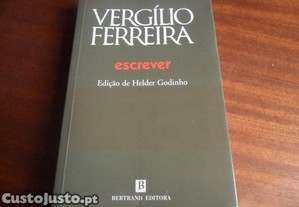 VERGÍLIO
FERREIRA
escrever
Edição de Helder Godinho
B
BERTRAND EDITORA
CustoJusto.pt